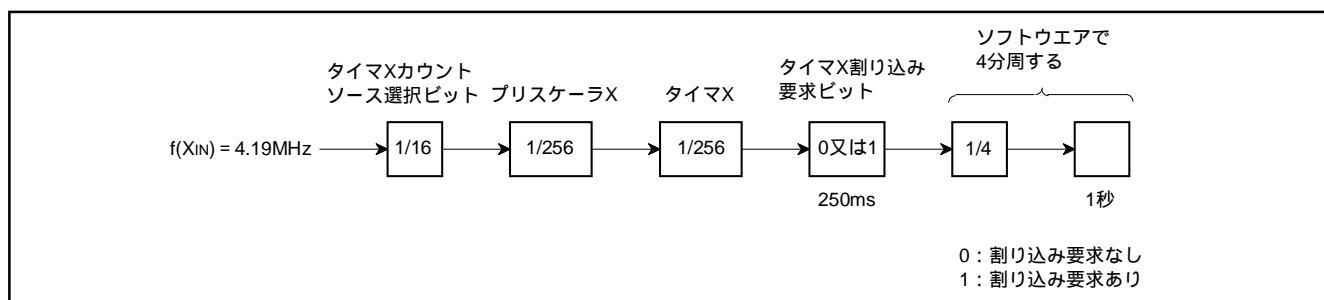 ソフトウエアで
4分周する
タイマXカウント
ソース選択ビット
プリスケーラX
タイマX
タイマX割り込み
要求ビット
f(XIN) = 4.19MHz
1/16
1/256
1/256
0又は1
1/4
250ms
1秒
0：割り込み要求なし
1：割り込み要求あり